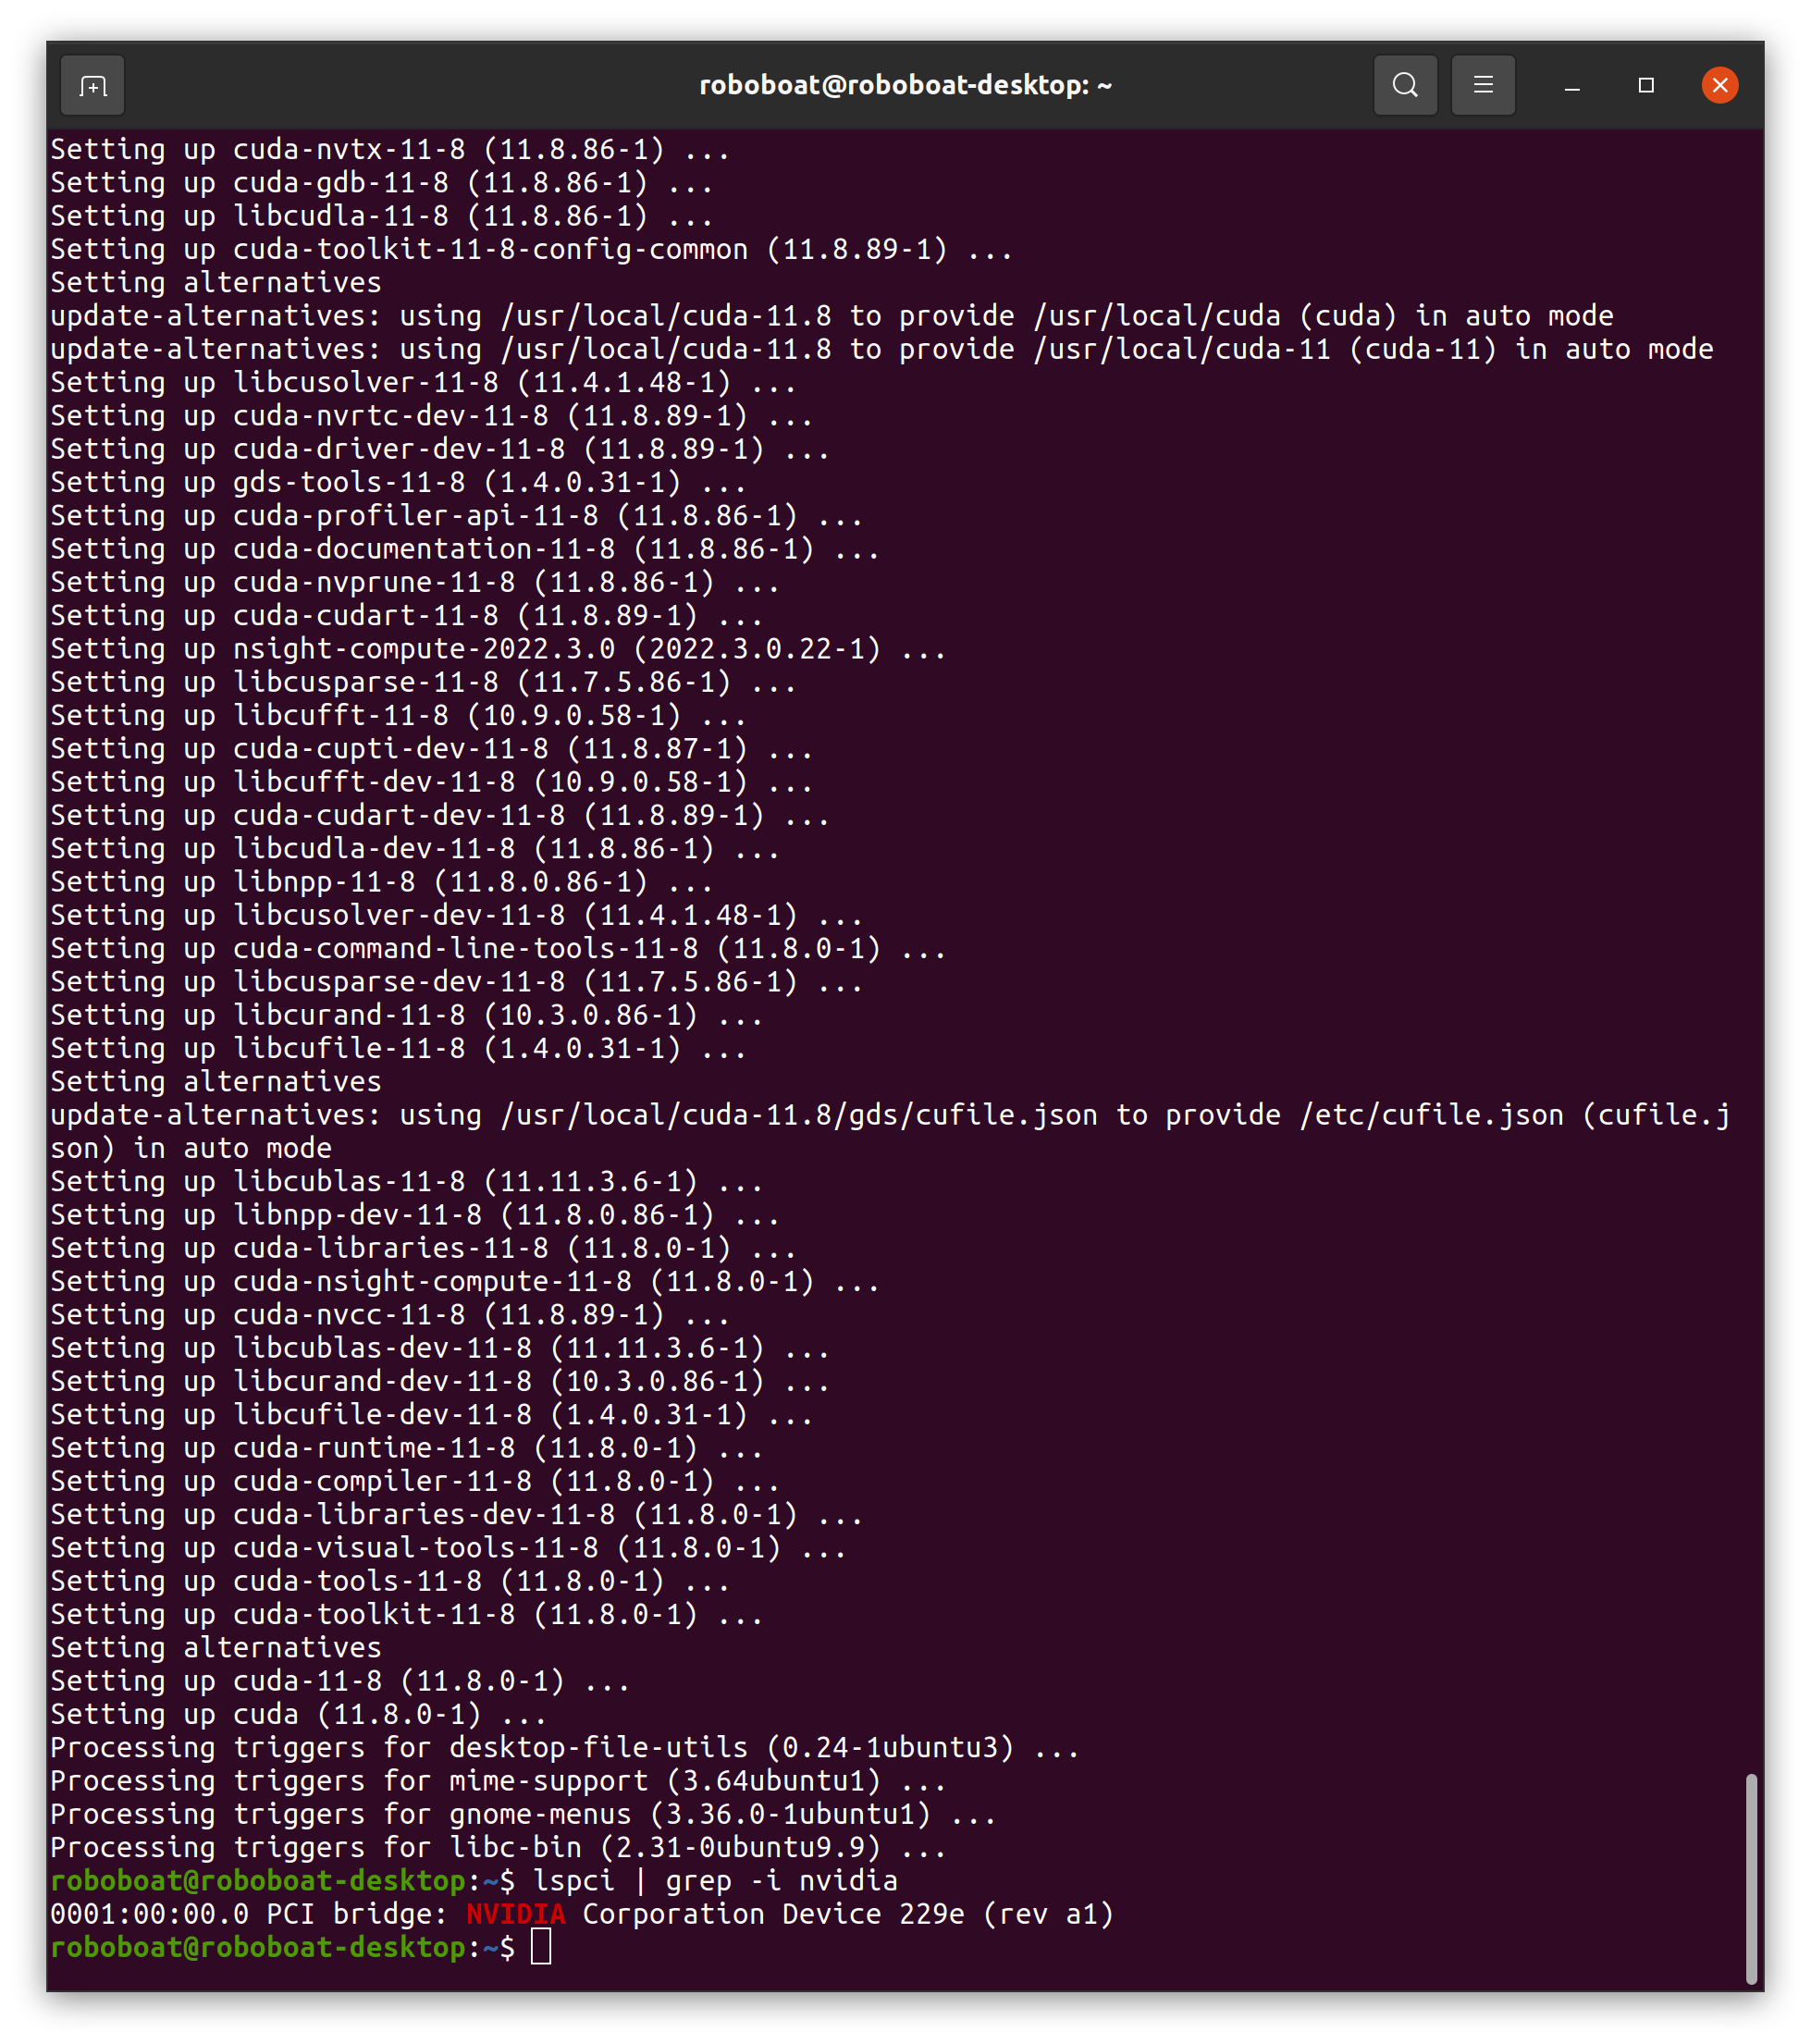 roboboat@roboboat-desktop: ~
Setting up cuda-nvtx-11-8 (11.8.86-1) ...
Setting up cuda-gdb-11-8 (11.8.86-1) ...
Setting up libcudla-11-8 (11.8.86-1) ...
Setting up cuda-toolkit-11-8-config-common (11.8.89-1) ...
Setting alternatives
update-alternatives: using /usr/local/cuda-11.8 to provide /usr/local/cuda (cuda) in auto mode
update-alternatives: using /usr/local/cuda-11.8 to provide /usr/local/cuda-11 (cuda-11) in auto mode
Setting up libcusolver-11-8 (11.4.1.48-1) ...
Setting up cuda-nvrtc-dev-11-8 (11.8.89-1) ...
Setting up cuda-driver-dev-11-8 (11.8.89-1) ...
Setting up gds-tools-11-8 (1.4.0.31-1) ...
Setting up cuda-profiler-api-11-8 (11.8.86-1) ...
Setting up cuda-documentation-11-8 (11.8.86-1) ...
Setting up cuda-nvprune-11-8 (11.8.86-1) ...
Setting up cuda-cudart-11-8 (11.8.89-1) ...
Setting up nsight-compute-2022.3.0 (2022.3.0.22-1) ...
Setting up libcusparse-11-8 (11.7.5.86-1) ...
Setting up libcufft-11-8 (10.9.0.58-1) ...
Setting up cuda-cupti-dev-11-8 (11.8.87-1) ...
Setting up libcufft-dev-11-8 (10.9.0.58-1) ...
Setting up cuda-cudart-dev-11-8 (11.8.89-1) ...
Setting up libcudla-dev-11-8 (11.8.86-1) ...
Setting up libnpp-11-8 (11.8.0.86-1) ...
Setting up libcusolver-dev-11-8 (11.4.1.48-1) ...
Setting up cuda-command-line-tools-11-8 (11.8.0-1) ...
Setting up libcusparse-dev-11-8 (11.7.5.86-1) ...
Setting up libcurand-11-8 (10.3.0.86-1) ...
Setting up libcufile-11-8 (1.4.0.31-1) ...
Setting alternatives
update-alternatives: using /usr/local/cuda-11.8/gds/cufile.json to provide /etc/cufile.json (cufile.j
son) in auto mode
Setting up libcublas-11-8 (11.11.3.6-1) ...
Setting up libnpp-dev-11-8 (11.8.0.86-1) ...
Setting up cuda-libraries-11-8 (11.8.0-1) ...
Setting up cuda-nsight-compute-11-8 (11.8.0-1) ...
Setting up cuda-nvcc-11-8 (11.8.89-1) ...
Setting up libcublas-dev-11-8 (11.11.3.6-1) ...
Setting up libcurand-dev-11-8 (10.3.0.86-1) ...
Setting up libcufile-dev-11-8 (1.4.0.31-1) ...
Setting up cuda-runtime-11-8 (11.8.0-1) ...
Setting up cuda-compiler-11-8 (11.8.0-1) ...
Setting up cuda-libraries-dev-11-8 (11.8.0-1) ...
Setting up cuda-visual-tools-11-8 (11.8.0-1) ...
Setting up cuda-tools-11-8 (11.8.0-1) ...
Setting up cuda-toolkit-11-8 (11.8.0-1) ...
Setting alternatives
Setting up cuda-11-8 (11.8.0-1) ...
Setting up cuda (11.8.0-1) ...
Processing triggers for desktop-file-utils (0.24-1ubuntu3) ...
Processing triggers for mime-support (3.64ubuntu1) ...
Processing triggers for gnome-menus (3.36.0-1ubuntu1) ...
Processing triggers for libc-bin (2.31-0ubuntu9.9) ...
roboboat@roboboat-desktop:~$ lspci | grep -i nvidia
0001:00:00.0 PCI bridge: NVIDIA Corporation Device 229e (rev a1)
roboboat@roboboat-desktop:~$